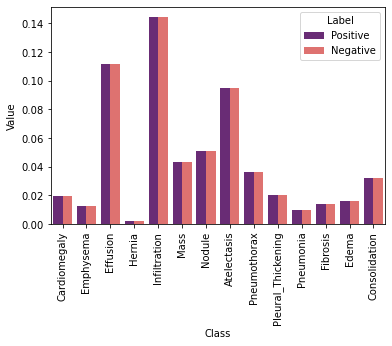 Label
Positive
Negative
Value
0.14
0.12
0.10
0.08
0.06
0.04
0.02
0.00
Cardiomegaly
Emphysema
Effusion
Hernia
Infiltration
Mass
Nodule
Atelectasis
Pneumothorax
Pleural_Thickening
Pneumonia
Fibrosis
Edema
Consolidation
Class